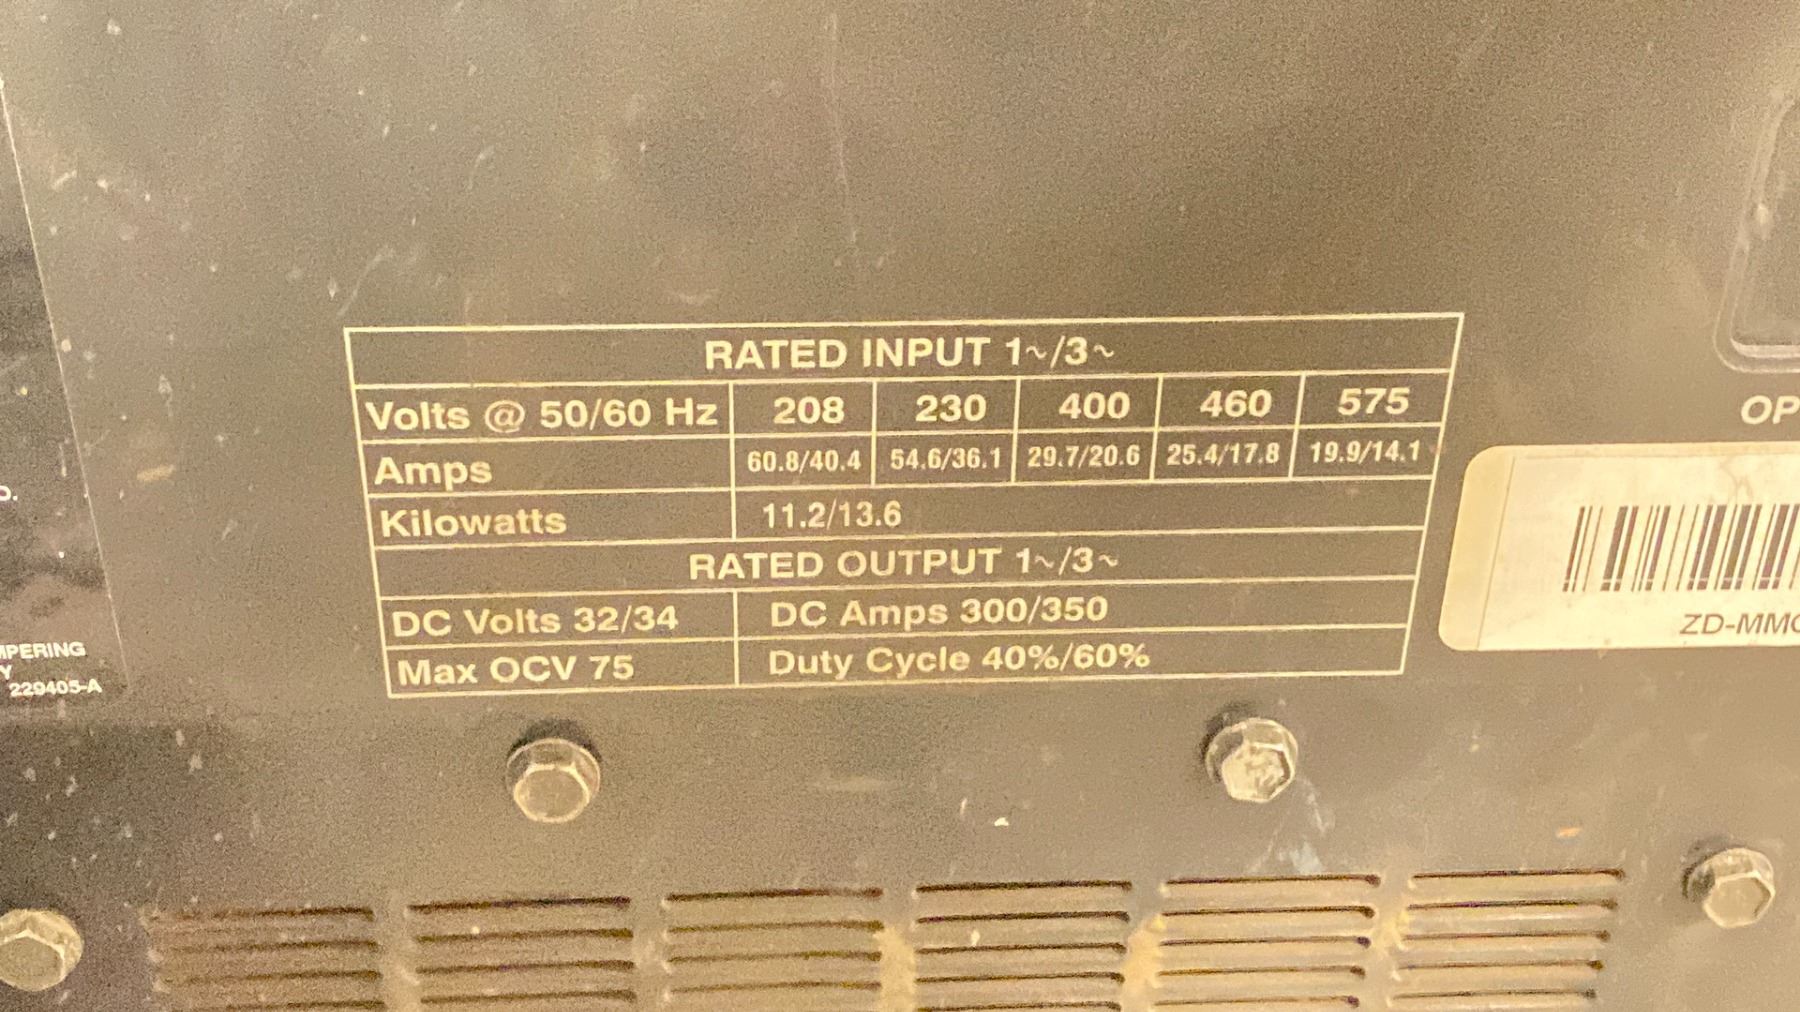 RATED INPUT 1~/3~
Volts @ 50/60 Hz 208 230 400 460 575
Amps 60.8/40.4 54.6/36.1 29.7/20.6 25.4/17.8 19.9/14.1
Kilowatts 11.2/13.6
RATED OUTPUT 1~/3~
DC Volts 32/34 DC Amps 300/350
Max OCV 75 Duty Cycle 40%/60%
229405-A
OP
ZD-MM